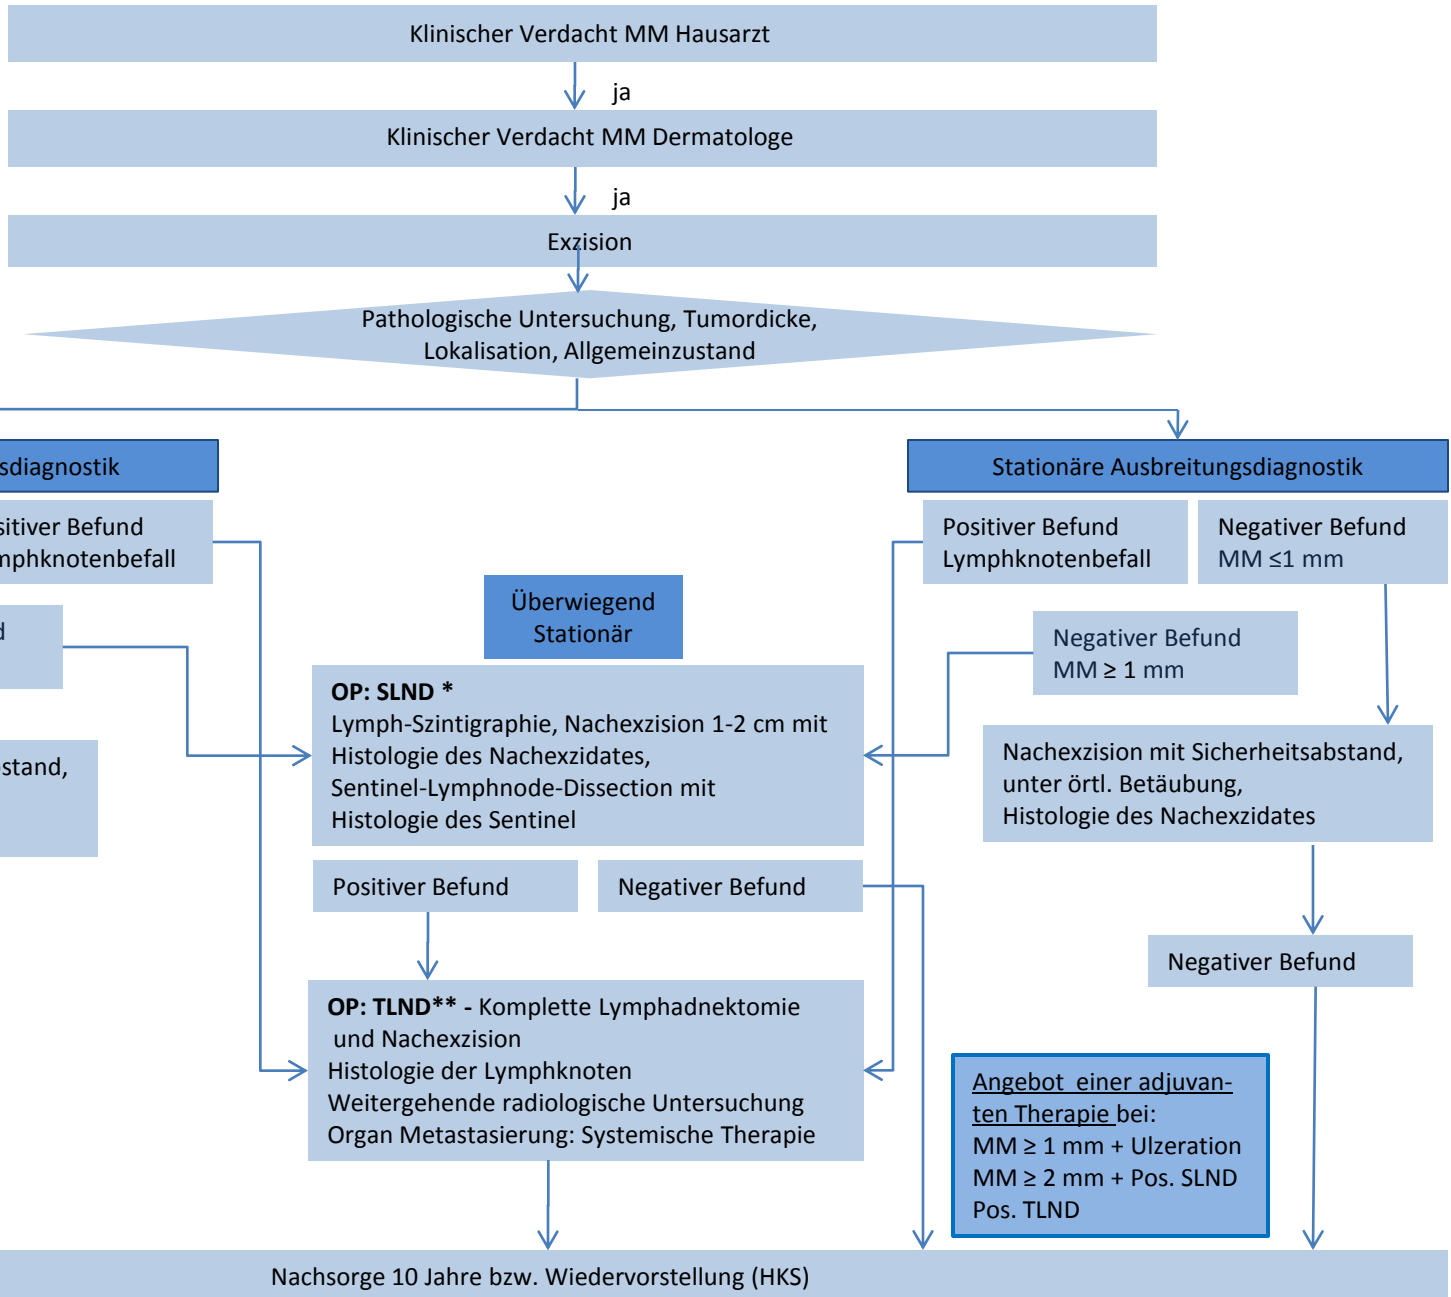 Klinischer Verdacht MM Hausarzt
ja
Klinischer Verdacht MM Dermatologe
ja
Exzision
Pathologische Untersuchung, Tumordicke,
Lokalisation, Allgemeinzustand
sdiagnostik
sitiver Befund
mphknotenbefall
d
stand,
Überwiegend
Stationär
OP: SLND *
Lymph-Szintigraphie, Nachexzision 1-2 cm mit
Histologie des Nachexzidates,
Sentinel-Lymphnode-Dissection mit
Histologie des Sentinel
Positiver Befund
Negativer Befund
OP: TLND** - Komplette Lymphadnektomie
und Nachexzision
Histologie der Lymphknoten
Weitergehende radiologische Untersuchung
Organ Metastasierung: Systemische Therapie
Stationäre Ausbreitungsdiagnostik
Positiver Befund
Lymphknotenbefall
Negativer Befund
MM ≤1 mm
Negativer Befund
MM ≥ 1 mm
Nachexzision mit Sicherheitsabstand,
unter örtl. Betäubung,
Histologie des Nachexzidates
Negativer Befund
Angebot einer adjuvan-
ten Therapie bei:
MM ≥ 1 mm + Ulzeration
MM ≥ 2 mm + Pos. SLND
Pos. TLND
Nachsorge 10 Jahre bzw. Wiedervorstellung (HKS)